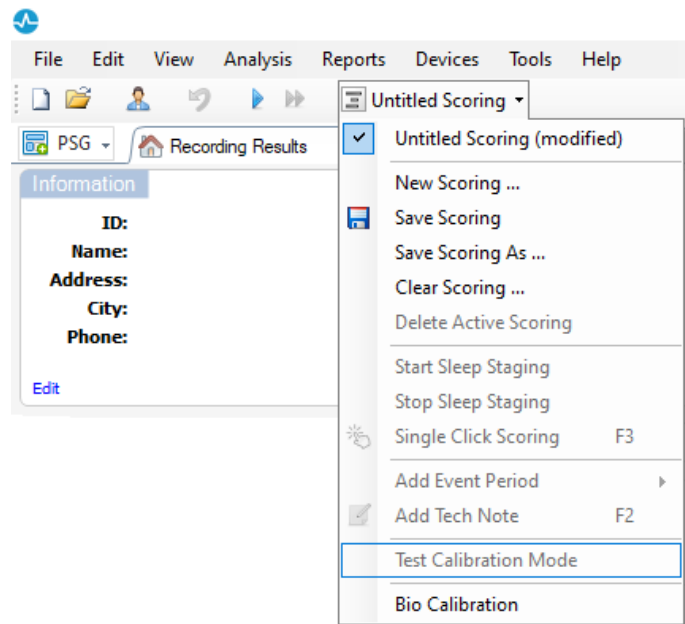 File Edit View Analysis Reports Devices Tools Help
Untitled Scoring
PSG Recording Results
Untitled Scoring (modified)
Information
New Scoring ...
ID:
Save Scoring
Name:
Save Scoring As ...
Address:
Clear Scoring ...
City:
Delete Active Scoring
Phone:
Start Sleep Staging
Edit
Stop Sleep Staging
Single Click Scoring F3
Add Event Period
Add Tech Note F2
Test Calibration Mode
Bio Calibration